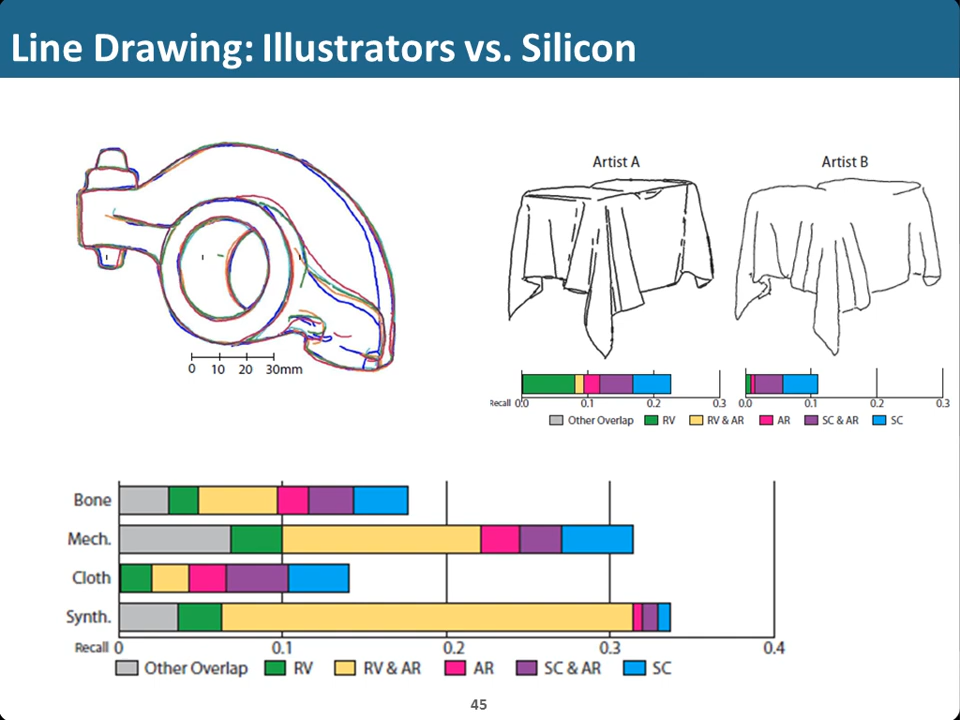 Line Drawing: Illustrators vs. Silicon
Artist A
Artist B
0 10 20 30mm
Recall 0.0 0.1 0.2 0.3
0.0 0.1 0.2 0.3
Other Overlap RV RV & AR AR SC & AR SC
Bone
Mech.
Cloth
Synth.
Recall 0 0.1 0.2 0.3 0.4
Other Overlap RV RV & AR AR SC & AR SC
45